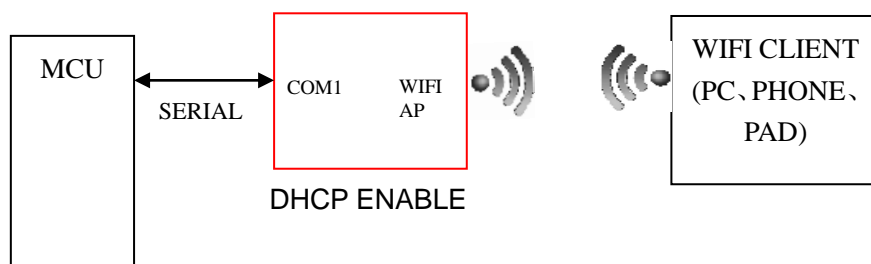 MCU
SERIAL
COM1
WIFI
AP
DHCP ENABLE
WIFI CLIENT
(PC、PHONE、
PAD)